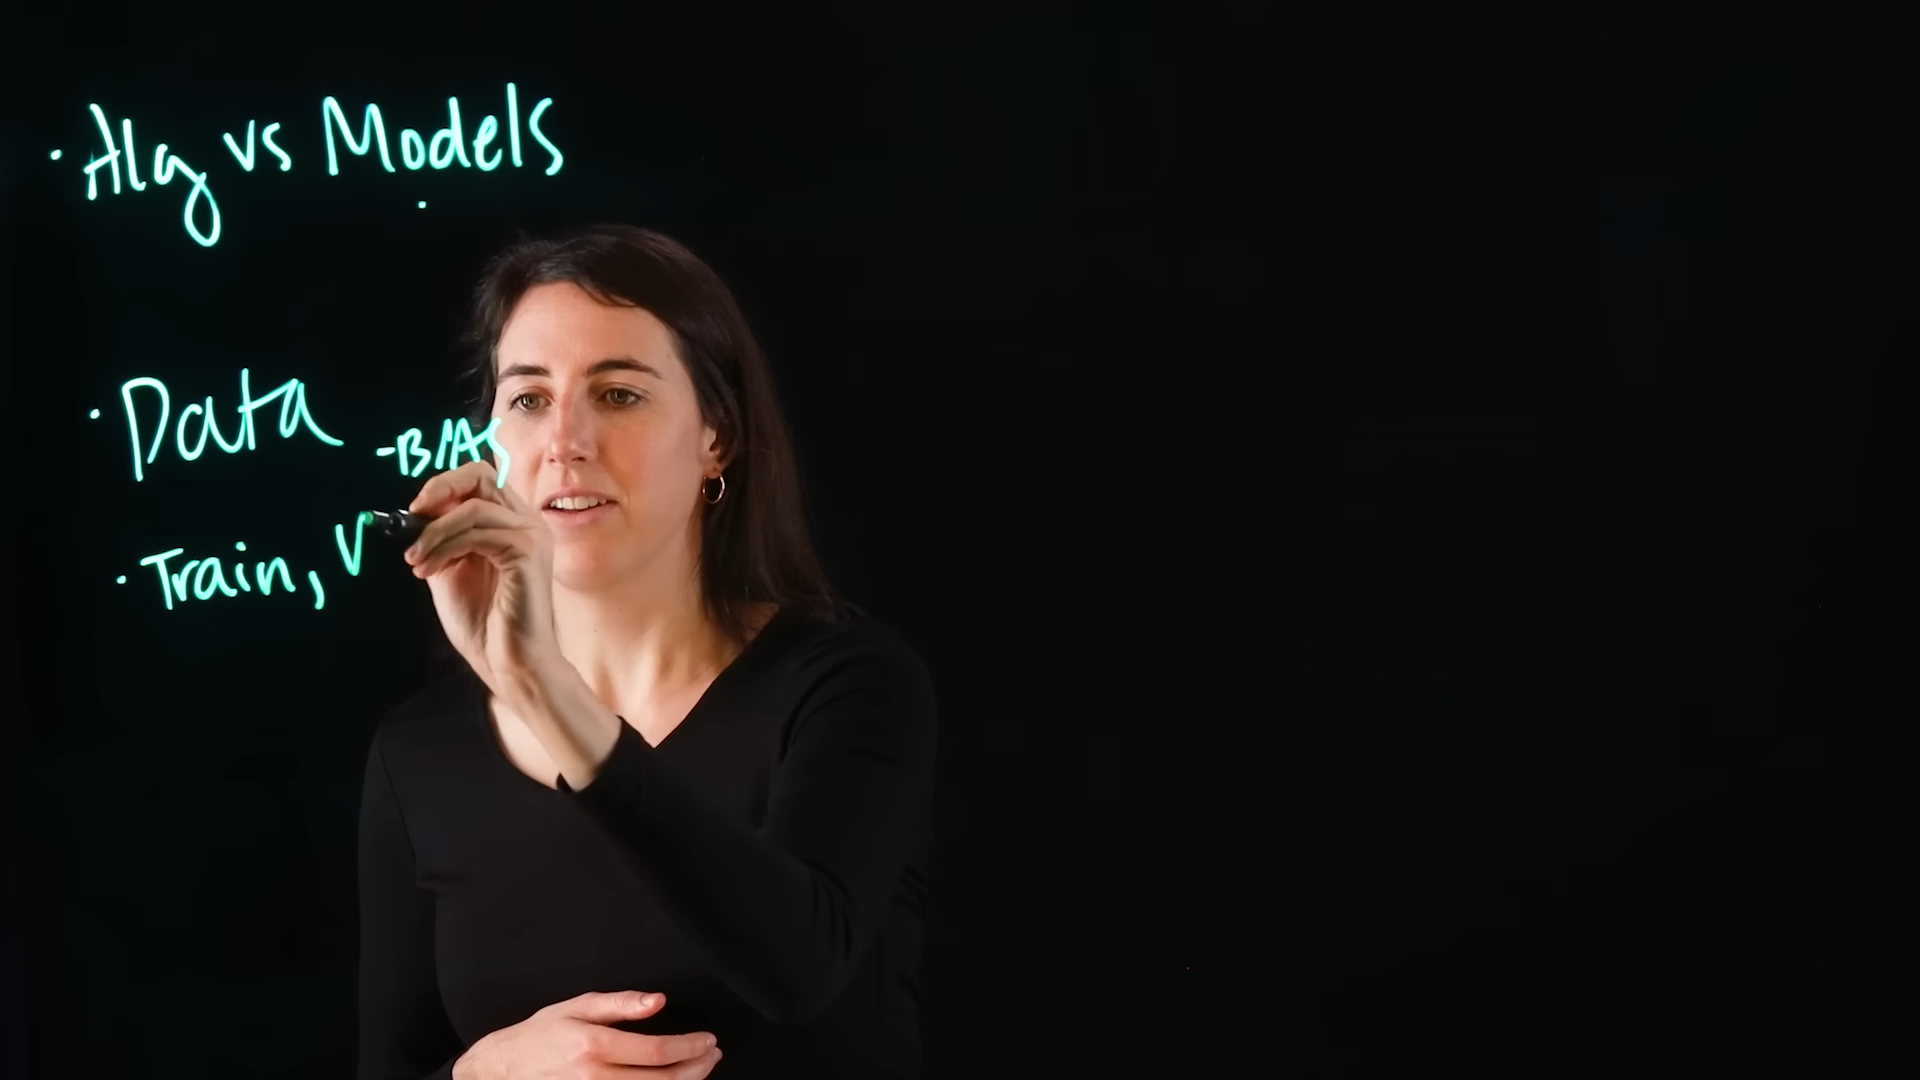 · Alg vs Models
· Data
-BIAS
· Train, V